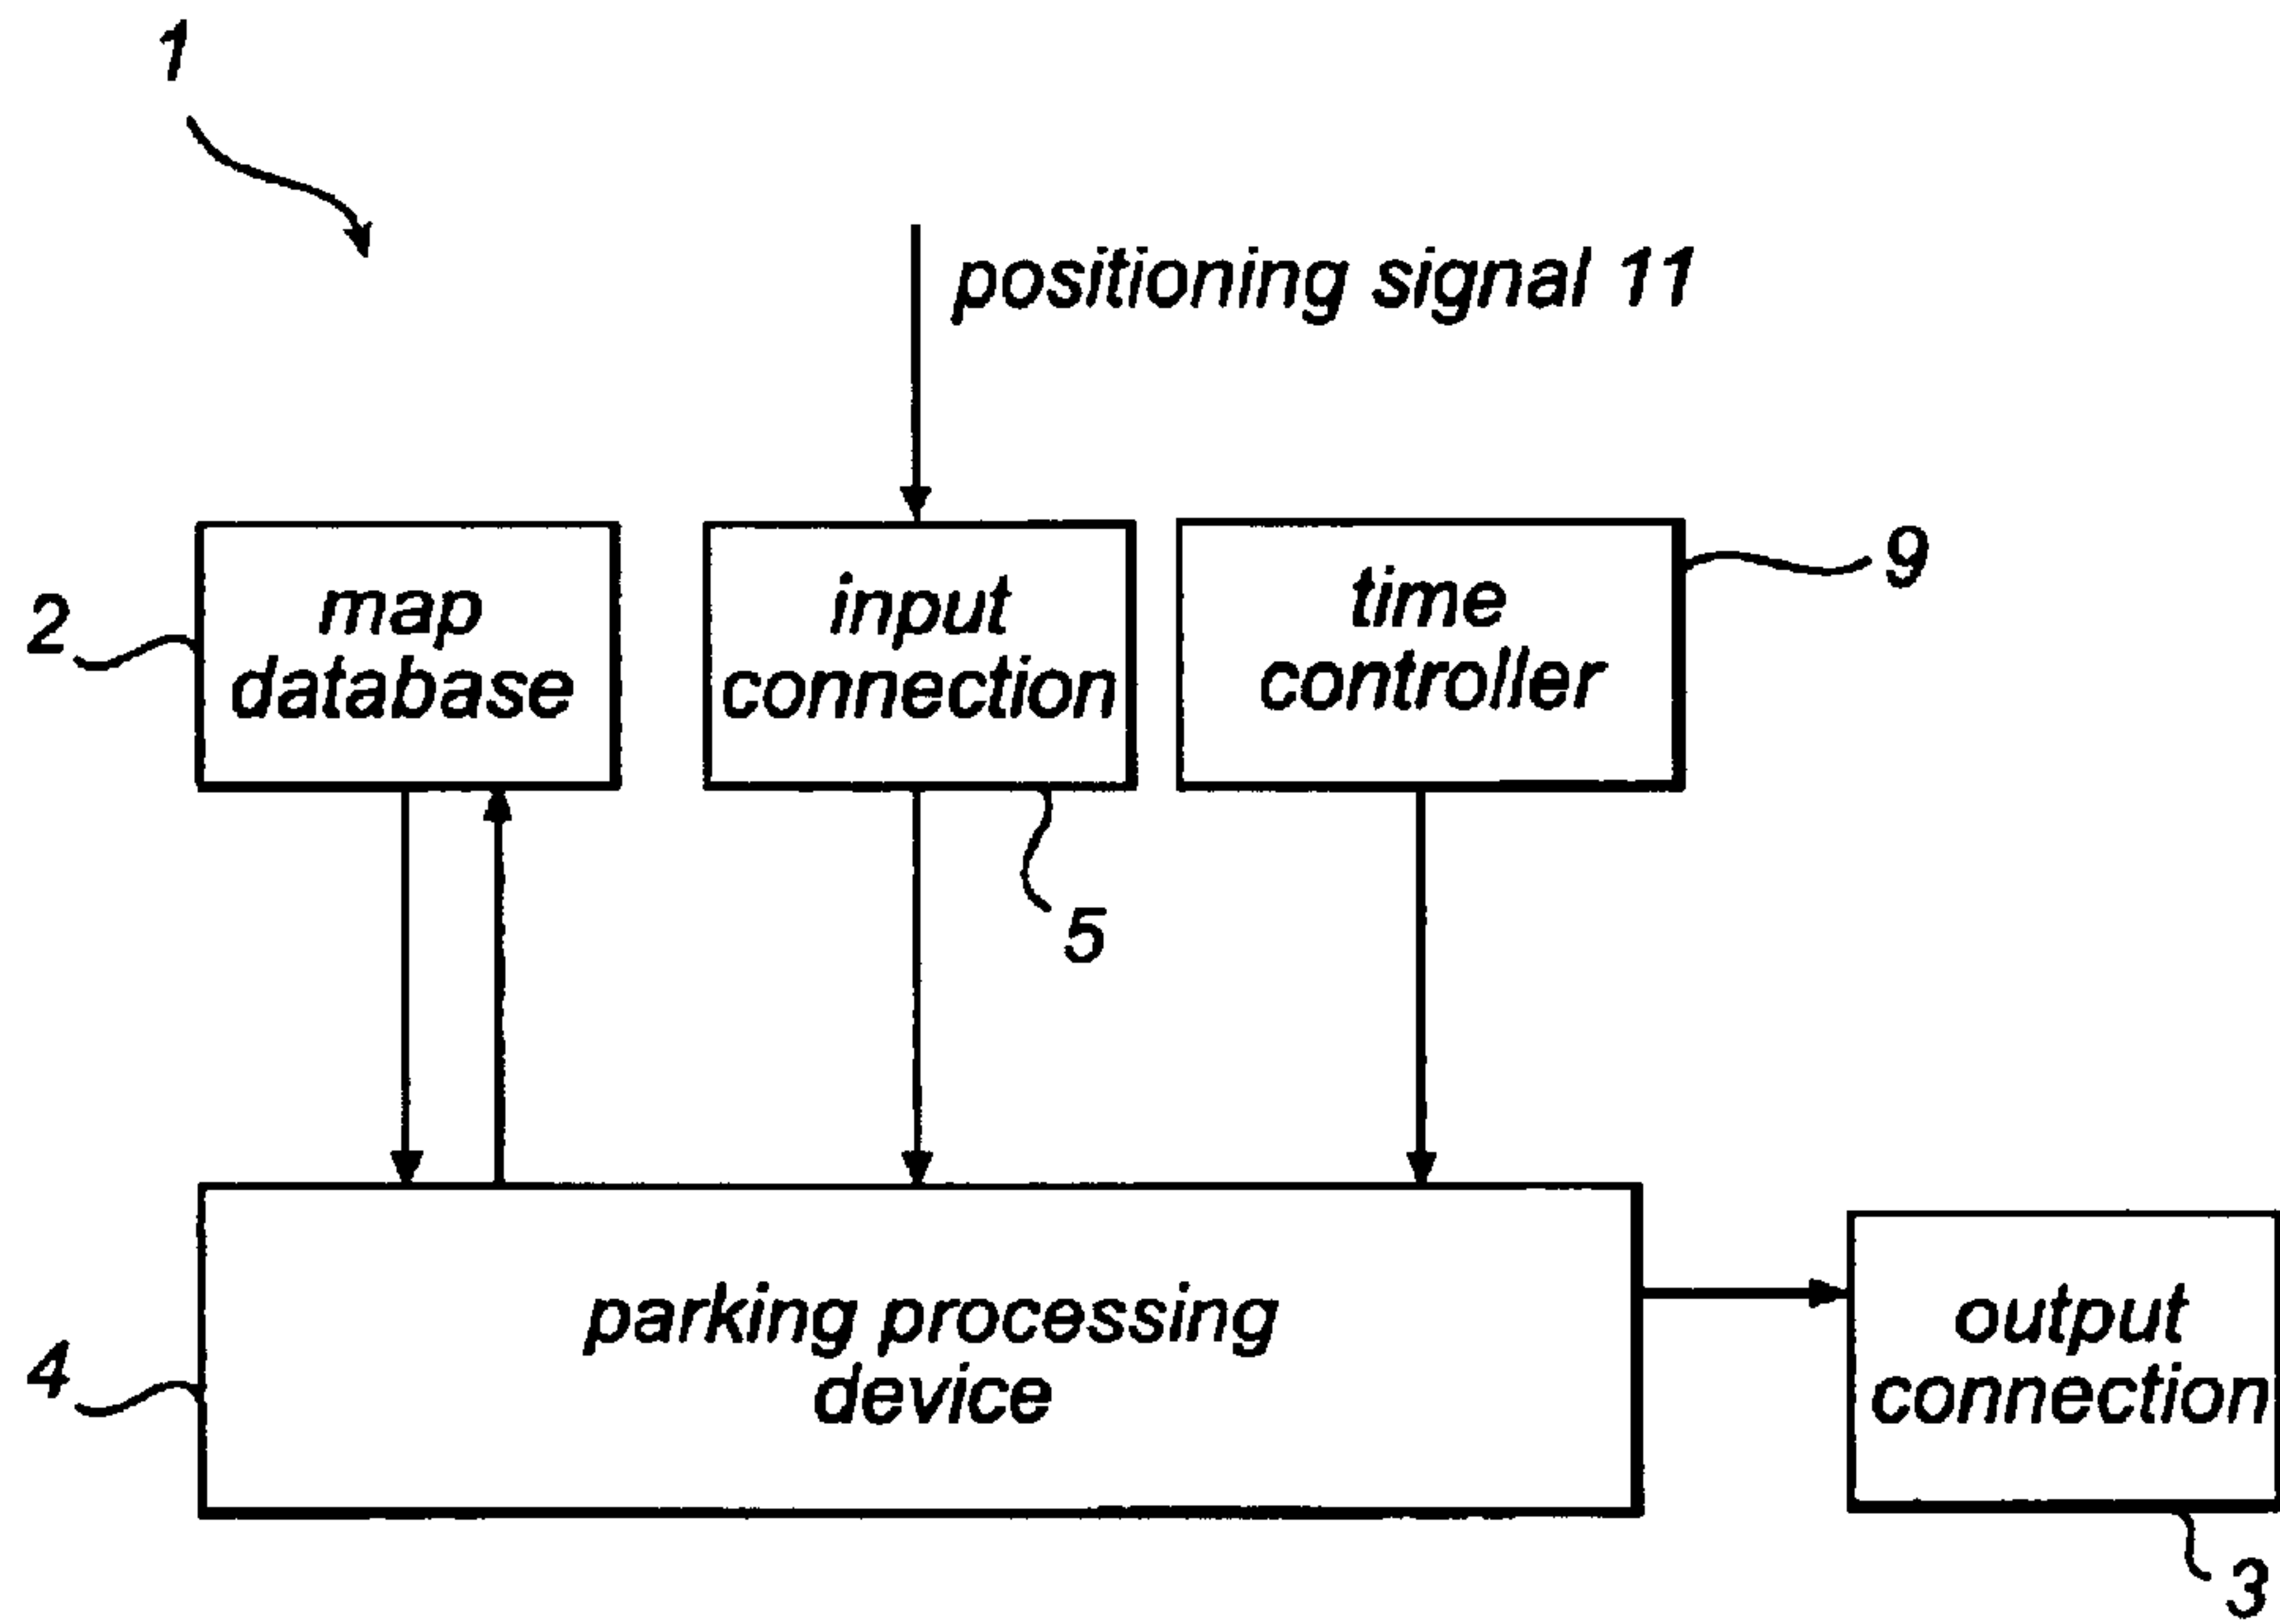 1
positioning signal 11
map
database
2
input
connection
5
time
controller
9
parking processing
device
4
output
connection
3